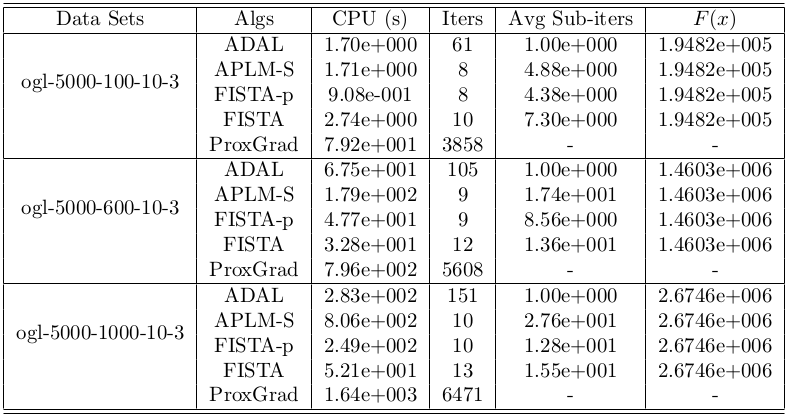 Data Sets Algs CPU (s) Iters Avg Sub-iters F(x)
ogl-5000-100-10-3
ADAL 1.70e+000 61 1.00e+000 1.9482e+005
APLM-S 1.71e+000 8 4.88e+000 1.9482e+005
FISTA-p 9.08e-001 8 4.38e+000 1.9482e+005
FISTA 2.74e+000 10 7.30e+000 1.9482e+005
ProxGrad 7.92e+001 3858 - -
ogl-5000-600-10-3
ADAL 6.75e+001 105 1.00e+000 1.4603e+006
APLM-S 1.79e+002 9 1.74e+001 1.4603e+006
FISTA-p 4.77e+001 9 8.56e+000 1.4603e+006
FISTA 3.28e+001 12 1.36e+001 1.4603e+006
ProxGrad 7.96e+002 5608 - -
ogl-5000-1000-10-3
ADAL 2.83e+002 151 1.00e+000 2.6746e+006
APLM-S 8.06e+002 10 2.76e+001 2.6746e+006
FISTA-p 2.49e+002 10 1.28e+001 2.6746e+006
FISTA 5.21e+001 13 1.55e+001 2.6746e+006
ProxGrad 1.64e+003 6471 - -